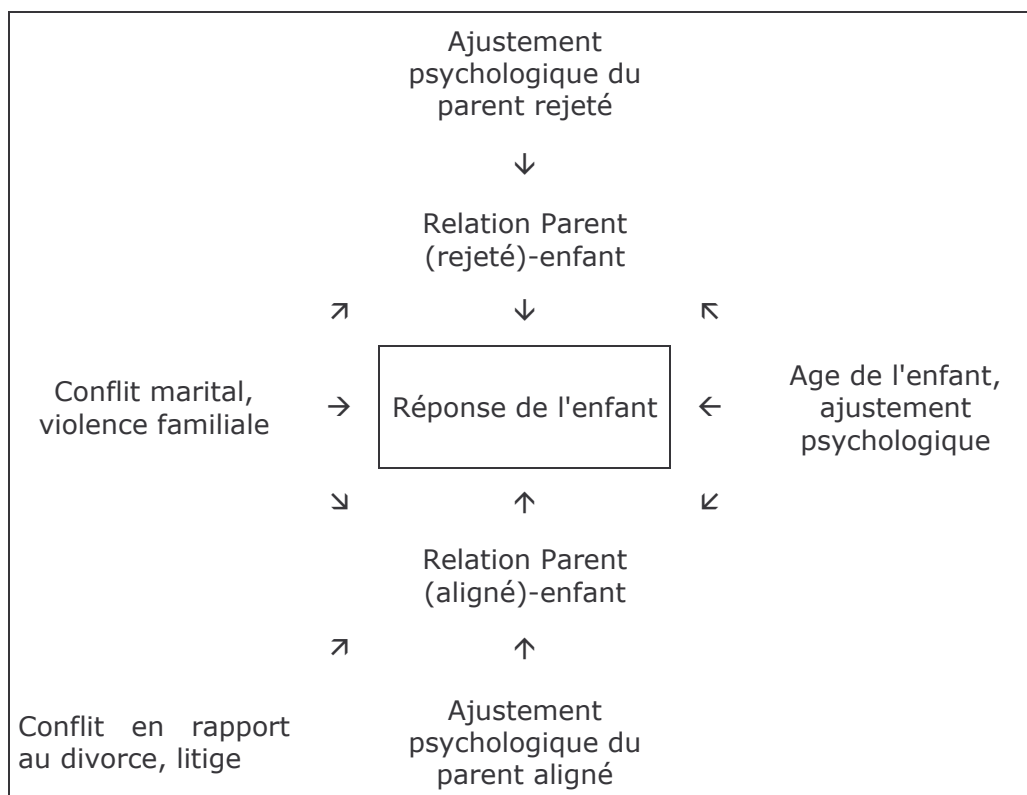 Ajustement
psychologique du
parent rejeté
↓
Relation Parent
(rejeté)-enfant
↗ ↓ ↖
Conflit marital,
violence familiale
→
Réponse de l'enfant
←
Age de l'enfant,
ajustement
psychologique
↘ ↑ ↙
Relation Parent
(aligné)-enfant
↗ ↑
Conflit en rapport
au divorce, litige
Ajustement
psychologique du
parent aligné